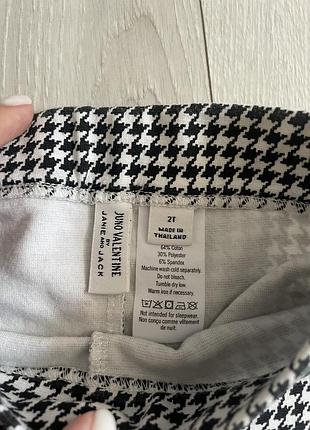 JUNO VALENTINE
BY
JANIE AND JACK
2T
MADE IN
THAILAND
64% Cotton
30% Polyester
6% Spandex
Machine wash cold separately.
Do not bleach.
Tumble dry low.
Warm iron if necessary.
Not intended for sleepwear.
Non conçu comme vêtement
de nuit.